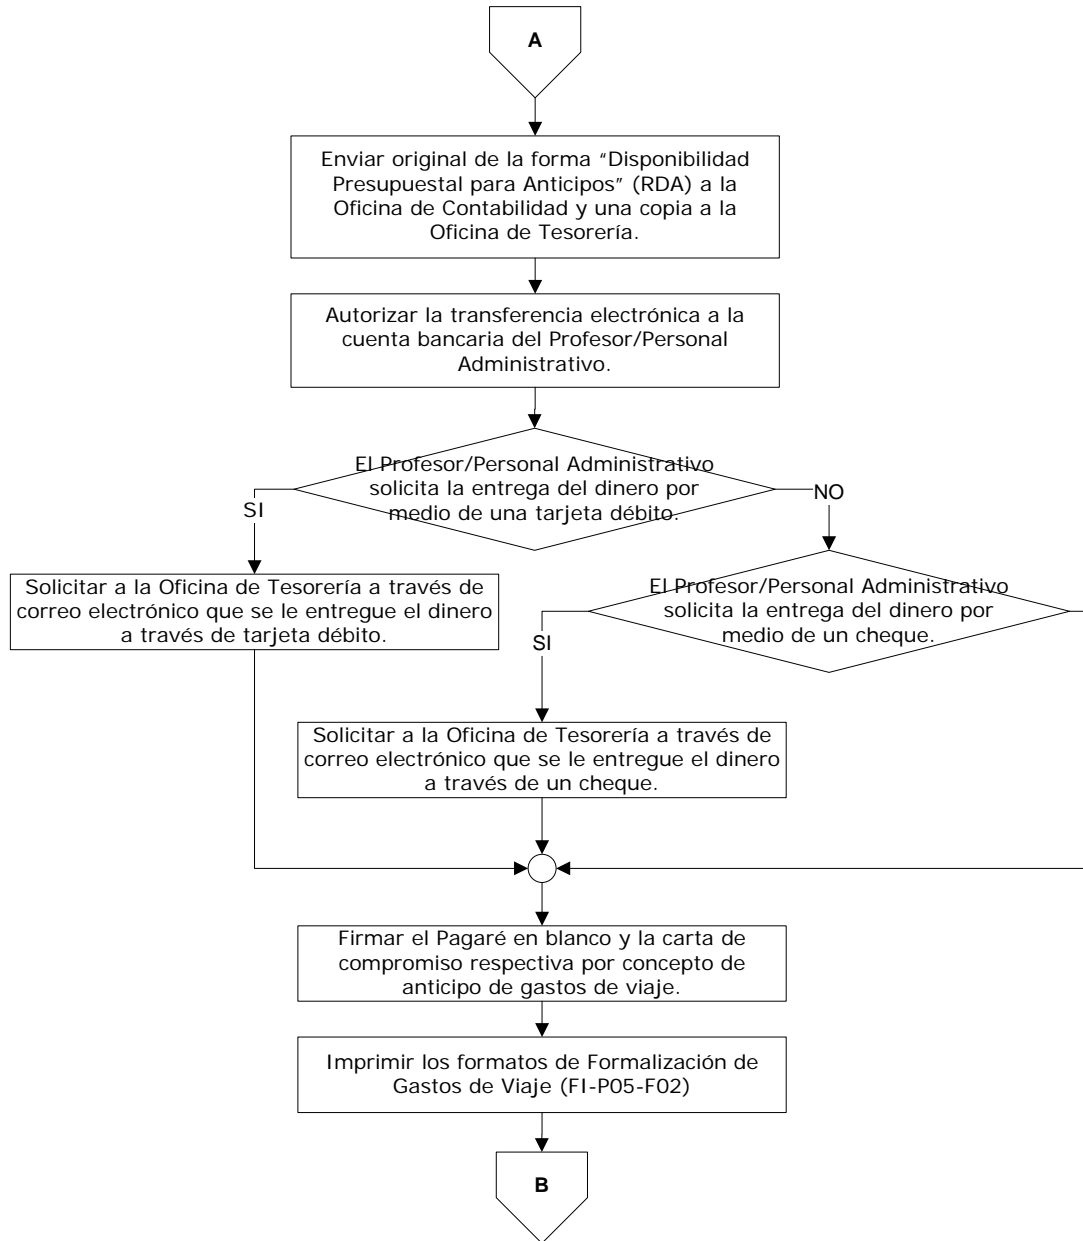 A
Enviar original de la forma “Disponibilidad
Presupuestal para Anticipos” (RDA) a la
Oficina de Contabilidad y una copia a la
Oficina de Tesorería.
Autorizar la transferencia electrónica a la
cuenta bancaria del Profesor/Personal
Administrativo.
El Profesor/Personal Administrativo
solicita la entrega del dinero por
medio de una tarjeta débito.
SI
NO
Solicitar a la Oficina de Tesorería a través de
correo electrónico que se le entregue el dinero
a través de tarjeta débito.
El Profesor/Personal Administrativo
solicita la entrega del dinero por
medio de un cheque.
SI
Solicitar a la Oficina de Tesorería a través de
correo electrónico que se le entregue el dinero
a través de un cheque.
Firmar el Pagaré en blanco y la carta de
compromiso respectiva por concepto de
anticipo de gastos de viaje.
Imprimir los formatos de Formalización de
Gastos de Viaje (FI-P05-F02)
B